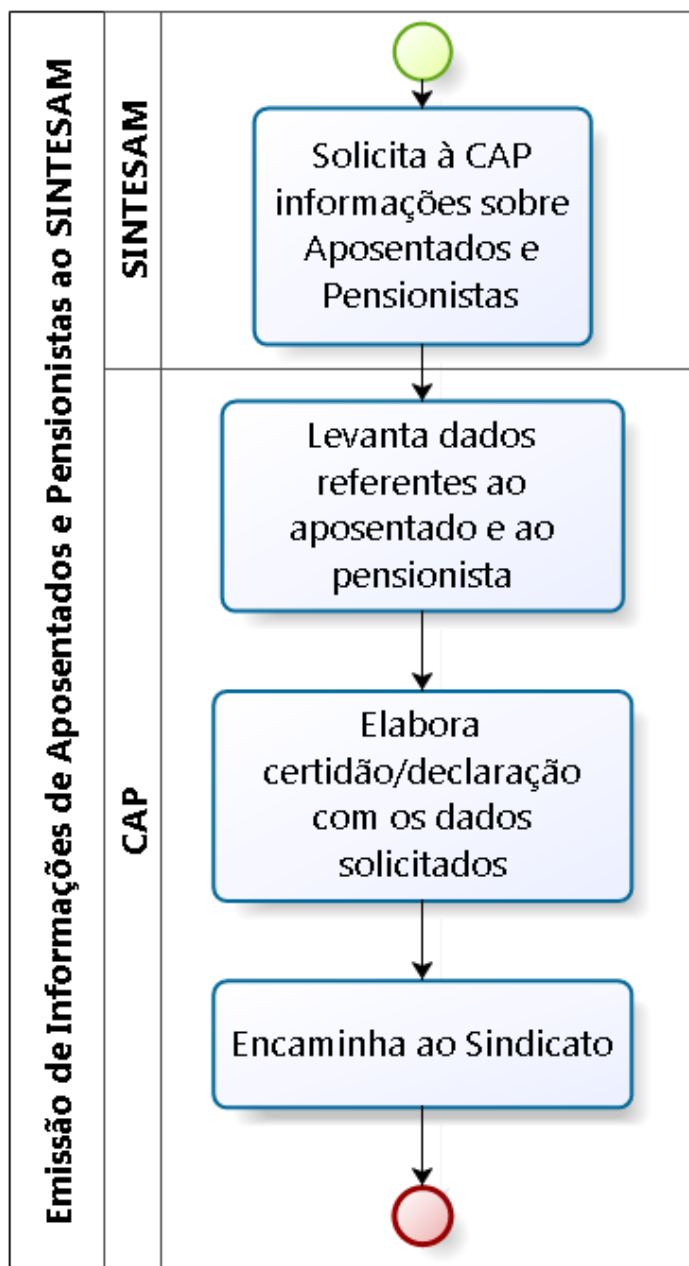 Emissão de Informações de Aposentados e Pensionistas ao SINTESAM
SINTESAM
Solicita à CAP
informações sobre
Aposentados e
Pensionistas
CAP
Levanta dados
referentes ao
aposentado e ao
pensionista
Elabora
certidão/declaração
com os dados
solicitados
Encaminha ao Sindicato